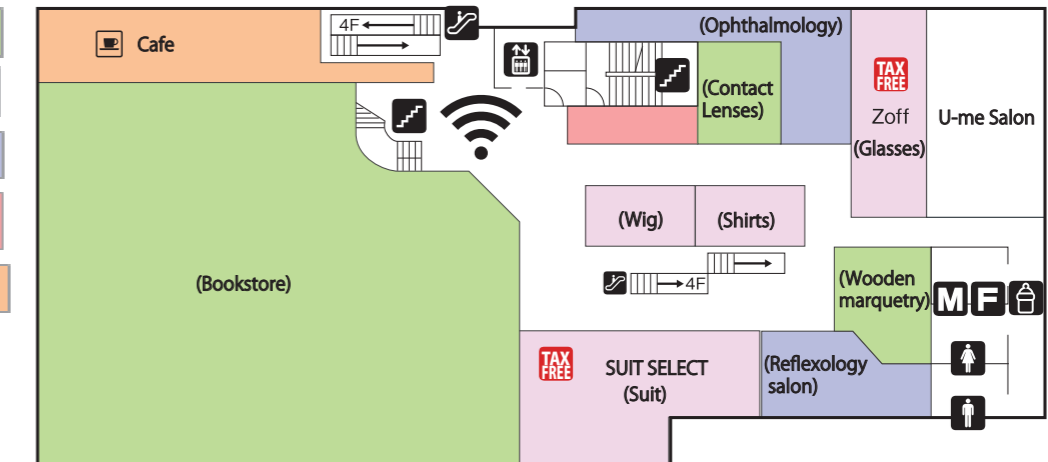 4F
Cafe
(Ophthalmology)
TAX
FREE
Zoff
(Glasses)
U-me Salon
(Contact
Lenses)
(Wig)
(Shirts)
4F
(Bookstore)
(Wooden
marquetry)
M F
TAX
FREE
SUIT SELECT
(Suit)
(Reflexology
salon)